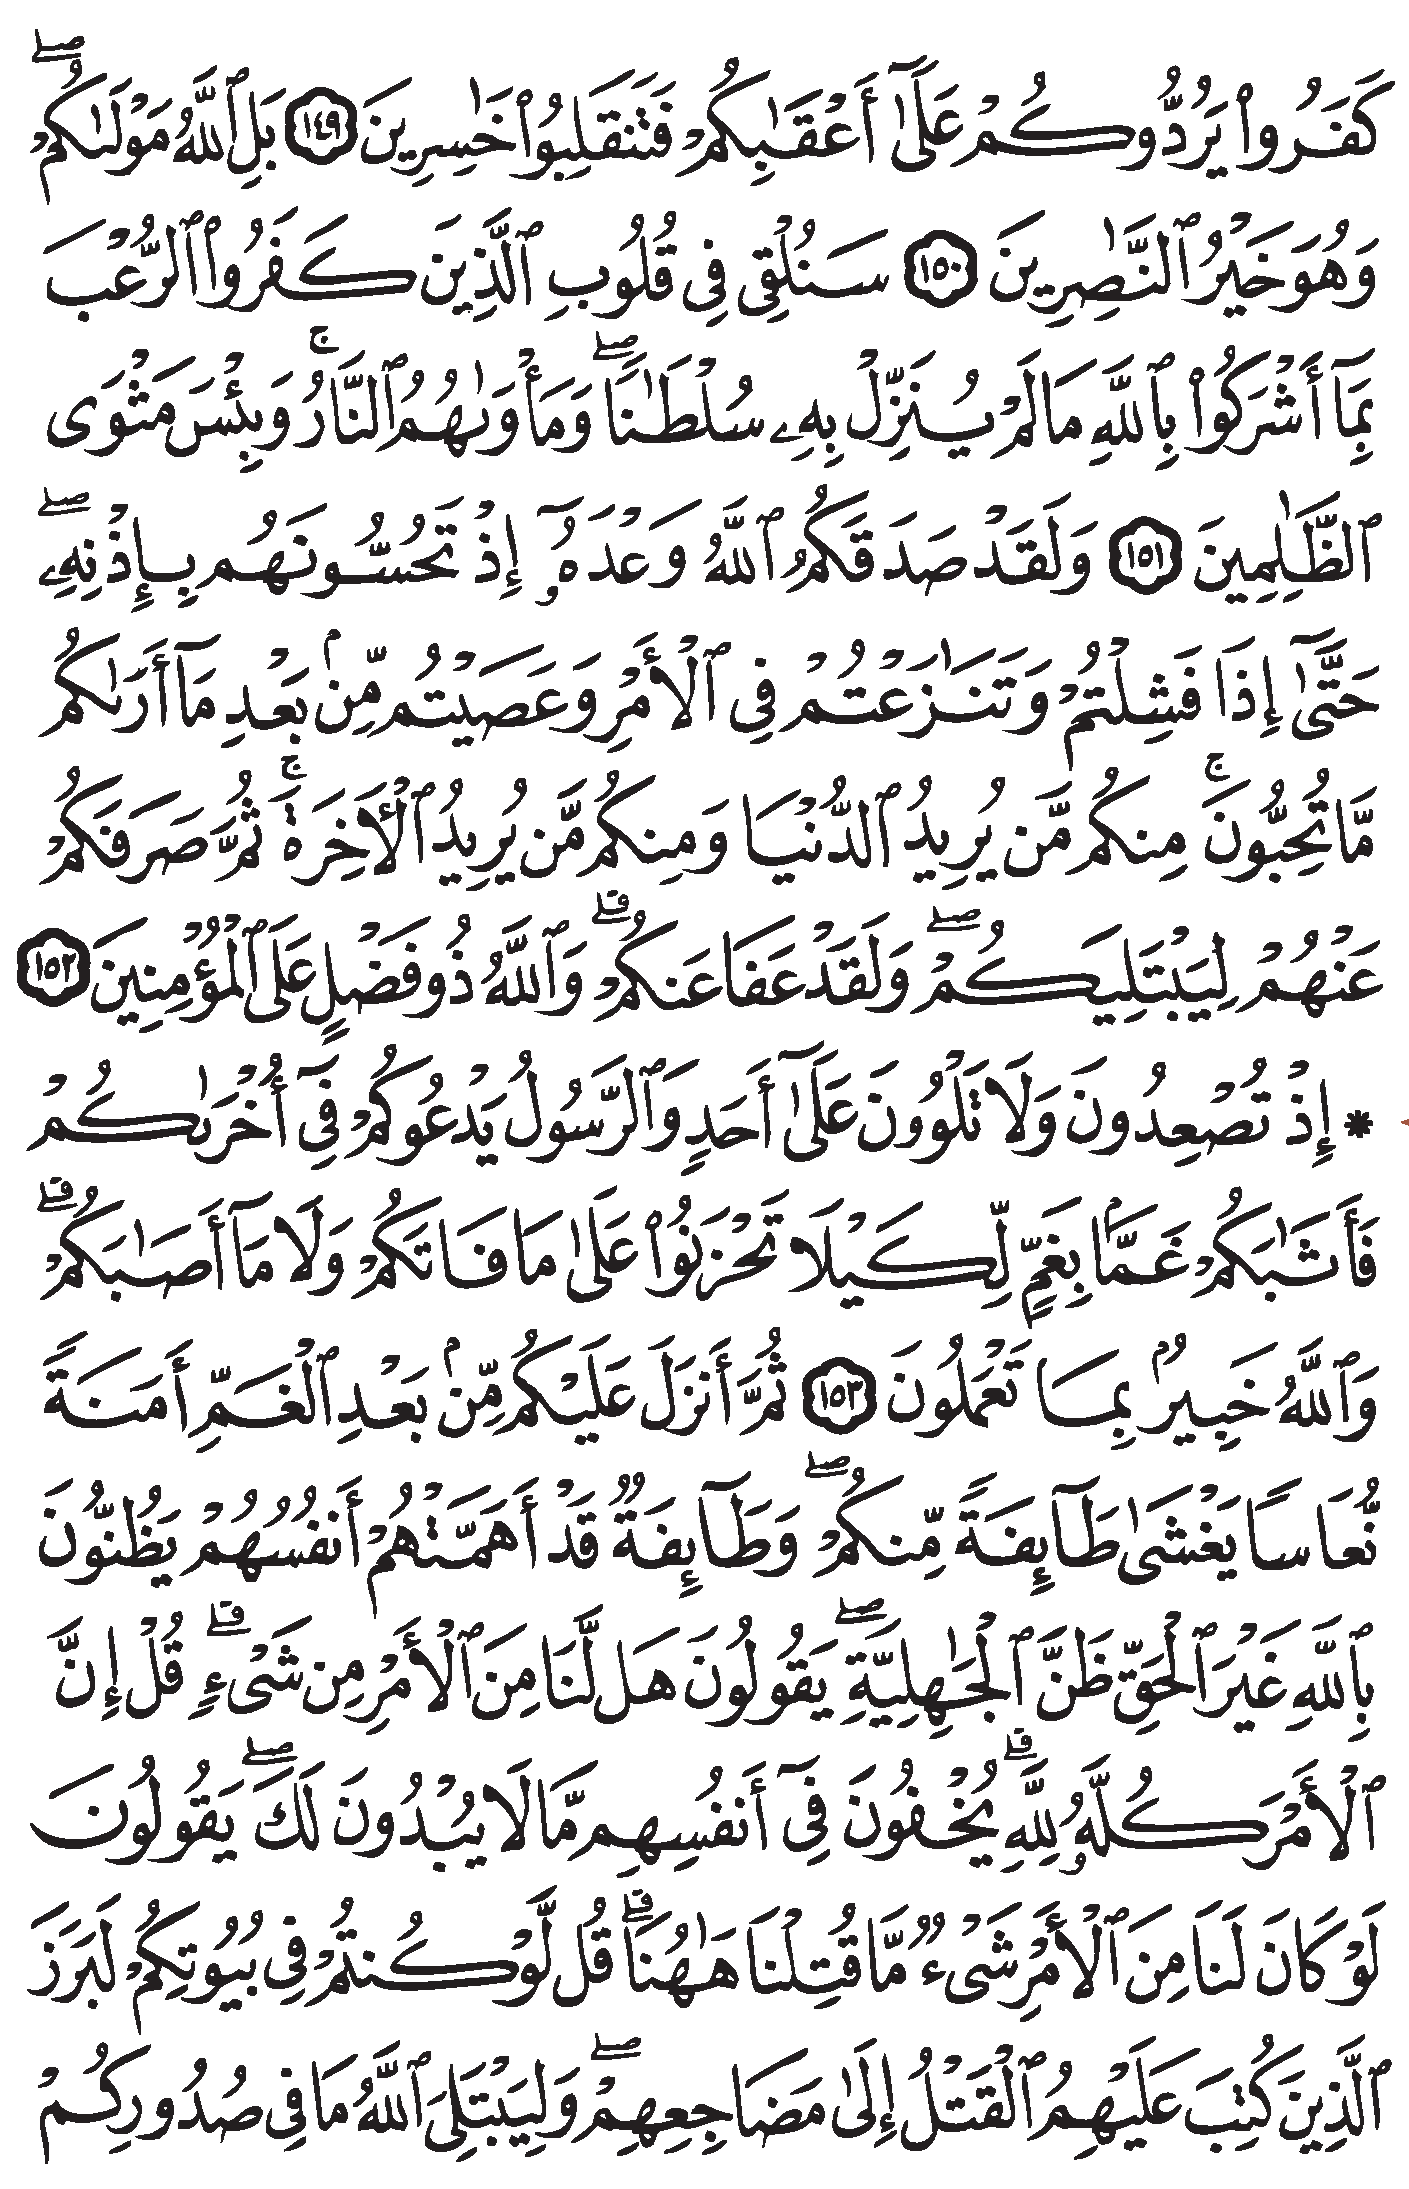 كَفَرُوا۟ يَرُدُّوكُمْ عَلَىٰٓ أَعْقَـٰبِكُمْ فَتَنقَلِبُوا۟ خَـٰسِرِينَ ١٤٩ بَلِ ٱللَّهُ مَوْلَىٰكُمْ ۖ
وَهُوَ خَيْرُ ٱلنَّـٰصِرِينَ ١٥٠ سَنُلْقِى فِى قُلُوبِ ٱلَّذِينَ كَفَرُوا۟ ٱلرُّعْبَ
بِمَآ أَشْرَكُوا۟ بِٱللَّهِ مَا لَمْ يُنَزِّلْ بِهِۦ سُلْطَـٰنًا ۖ وَمَأْوَىٰهُمُ ٱلنَّارُ ۚ وَبِئْسَ مَثْوَى
ٱلظَّـٰلِمِينَ ١٥١ وَلَقَدْ صَدَقَكُمُ ٱللَّهُ وَعْدَهُۥٓ إِذْ تَحُسُّونَهُم بِإِذْنِهِۦ ۖ
حَتَّىٰٓ إِذَا فَشِلْتُمْ وَتَنَـٰزَعْتُمْ فِى ٱلْأَمْرِ وَعَصَيْتُم مِّنۢ بَعْدِ مَآ أَرَىٰكُم
مَّا تُحِبُّونَ ۚ مِنكُم مَّن يُرِيدُ ٱلدُّنْيَا وَمِنكُم مَّن يُرِيدُ ٱلْـَٔاخِرَةَ ۚ ثُمَّ صَرَفَكُمْ
عَنْهُمْ لِيَبْتَلِيَكُمْ ۖ وَلَقَدْ عَفَا عَنكُمْ ۗ وَٱللَّهُ ذُو فَضْلٍ عَلَى ٱلْمُؤْمِنِينَ ١٥٢
* إِذْ تُصْعِدُونَ وَلَا تَلْوُۥنَ عَلَىٰٓ أَحَدٍ وَٱلرَّسُولُ يَدْعُوكُمْ فِىٓ أُخْرَىٰكُمْ
فَأَثَـٰبَكُمْ غَمًّۢا بِغَمٍّ لِّكَيْلَا تَحْزَنُوا۟ عَلَىٰ مَا فَاتَكُمْ وَلَا مَآ أَصَـٰبَكُمْ ۗ
وَٱللَّهُ خَبِيرٌۢ بِمَا تَعْمَلُونَ ١٥٣ ثُمَّ أَنزَلَ عَلَيْكُم مِّنۢ بَعْدِ ٱلْغَمِّ أَمَنَةً
نُّعَاسًا يَغْشَىٰ طَآئِفَةً مِّنكُمْ ۖ وَطَآئِفَةٌ قَدْ أَهَمَّتْهُمْ أَنفُسُهُمْ يَظُنُّونَ
بِٱللَّهِ غَيْرَ ٱلْحَقِّ ظَنَّ ٱلْجَـٰهِلِيَّةِ ۖ يَقُولُونَ هَل لَّنَا مِنَ ٱلْأَمْرِ مِن شَىْءٍ ۗ قُلْ إِنَّ
ٱلْأَمْرَ كُلَّهُۥ لِلَّهِ ۗ يُخْفُونَ فِىٓ أَنفُسِهِم مَّا لَا يُبْدُونَ لَكَ ۖ يَقُولُونَ
لَوْ كَانَ لَنَا مِنَ ٱلْأَمْرِ شَىْءٌ مَّا قُتِلْنَا هَـٰهُنَا ۗ قُل لَّوْ كُنتُمْ فِى بُيُوتِكُمْ لَبَرَزَ
ٱلَّذِينَ كُتِبَ عَلَيْهِمُ ٱلْقَتْلُ إِلَىٰ مَضَاجِعِهِمْ ۖ وَلِيَبْتَلِىَ ٱللَّهُ مَا فِى صُدُورِكُمْ